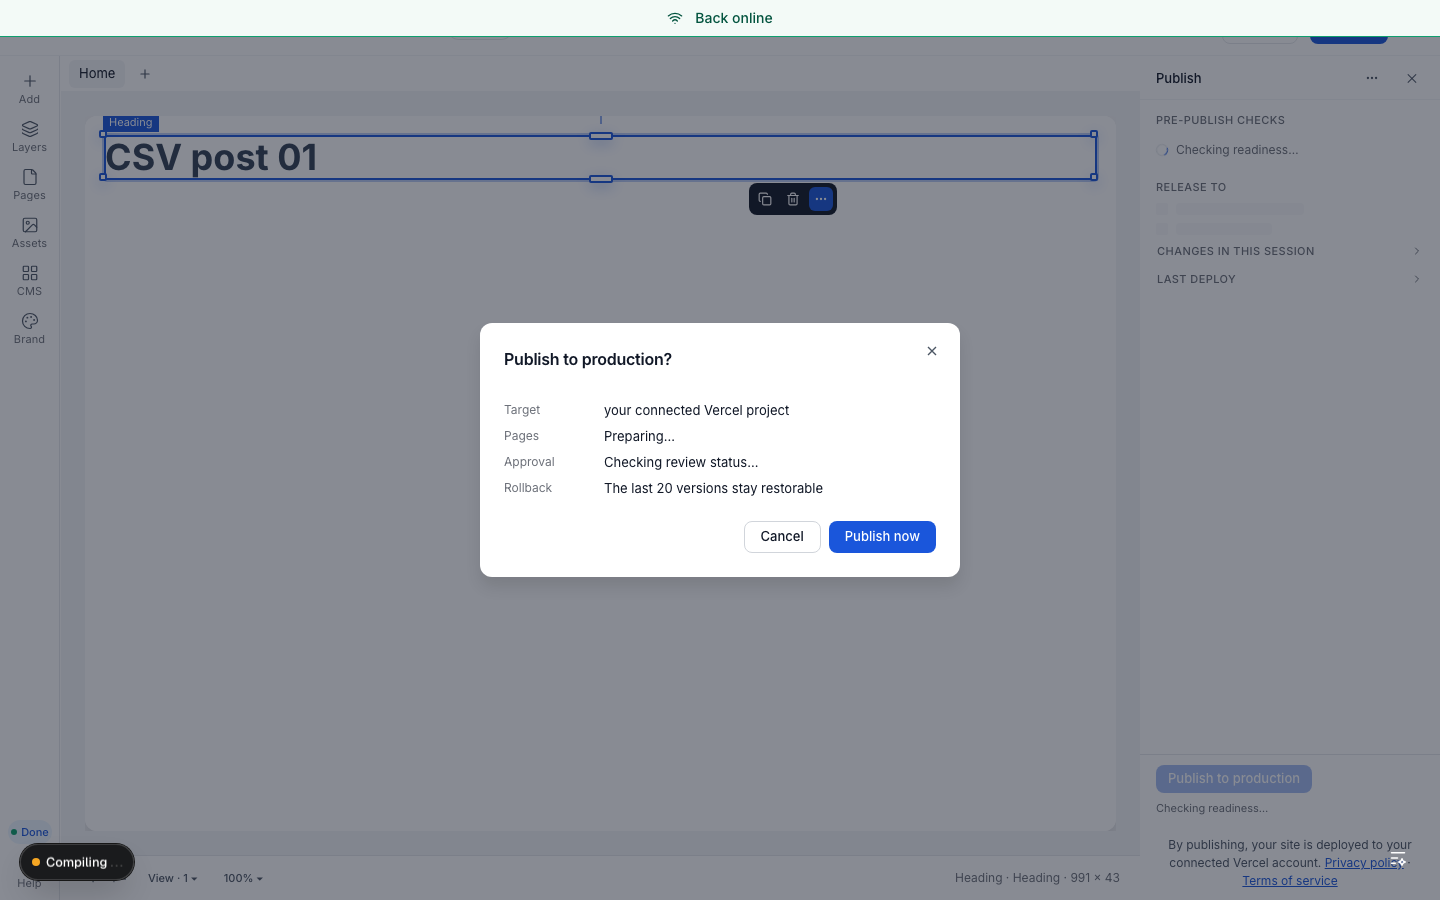 Back online
Home
Add
Layers
Pages
Assets
CMS
Brand
Done
Compiling ...
Help
Heading
CSV post 01
Publish
PRE-PUBLISH CHECKS
Checking readiness...
RELEASE TO
CHANGES IN THIS SESSION
LAST DEPLOY
Publish to production?
Target your connected Vercel project
Pages Preparing...
Approval Checking review status...
Rollback The last 20 versions stay restorable
Cancel Publish now
Publish to production
Checking readiness...
By publishing, your site is deployed to your
connected Vercel account. Privacy policy ·
Terms of service
View · 1 100%
Heading · Heading · 991 × 43